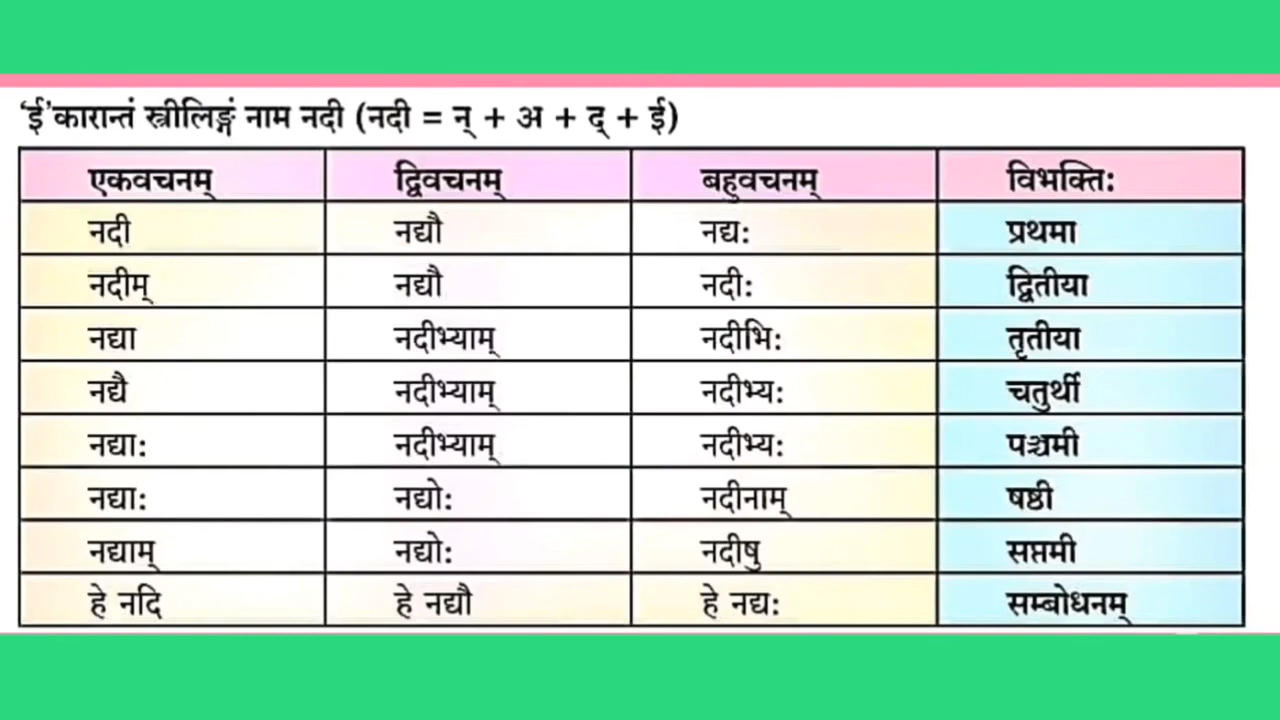 ‘ई’कारान्तं स्त्रीलिङ्गं नाम नदी (नदी = न् + अ + द् + ई)
एकवचनम् द्विवचनम् बहुवचनम् विभक्ति:
नदी नद्यौ नद्य: प्रथमा
नदीम् नद्यौ नदी: द्वितीया
नद्या नदीभ्याम् नदीभि: तृतीया
नद्यै नदीभ्याम् नदीभ्य: चतुर्थी
नद्या: नदीभ्याम् नदीभ्य: पञ्चमी
नद्या: नद्यो: नदीनाम् षष्ठी
नद्याम् नद्यो: नदीषु सप्तमी
हे नदि हे नद्यौ हे नद्य: सम्बोधनम्